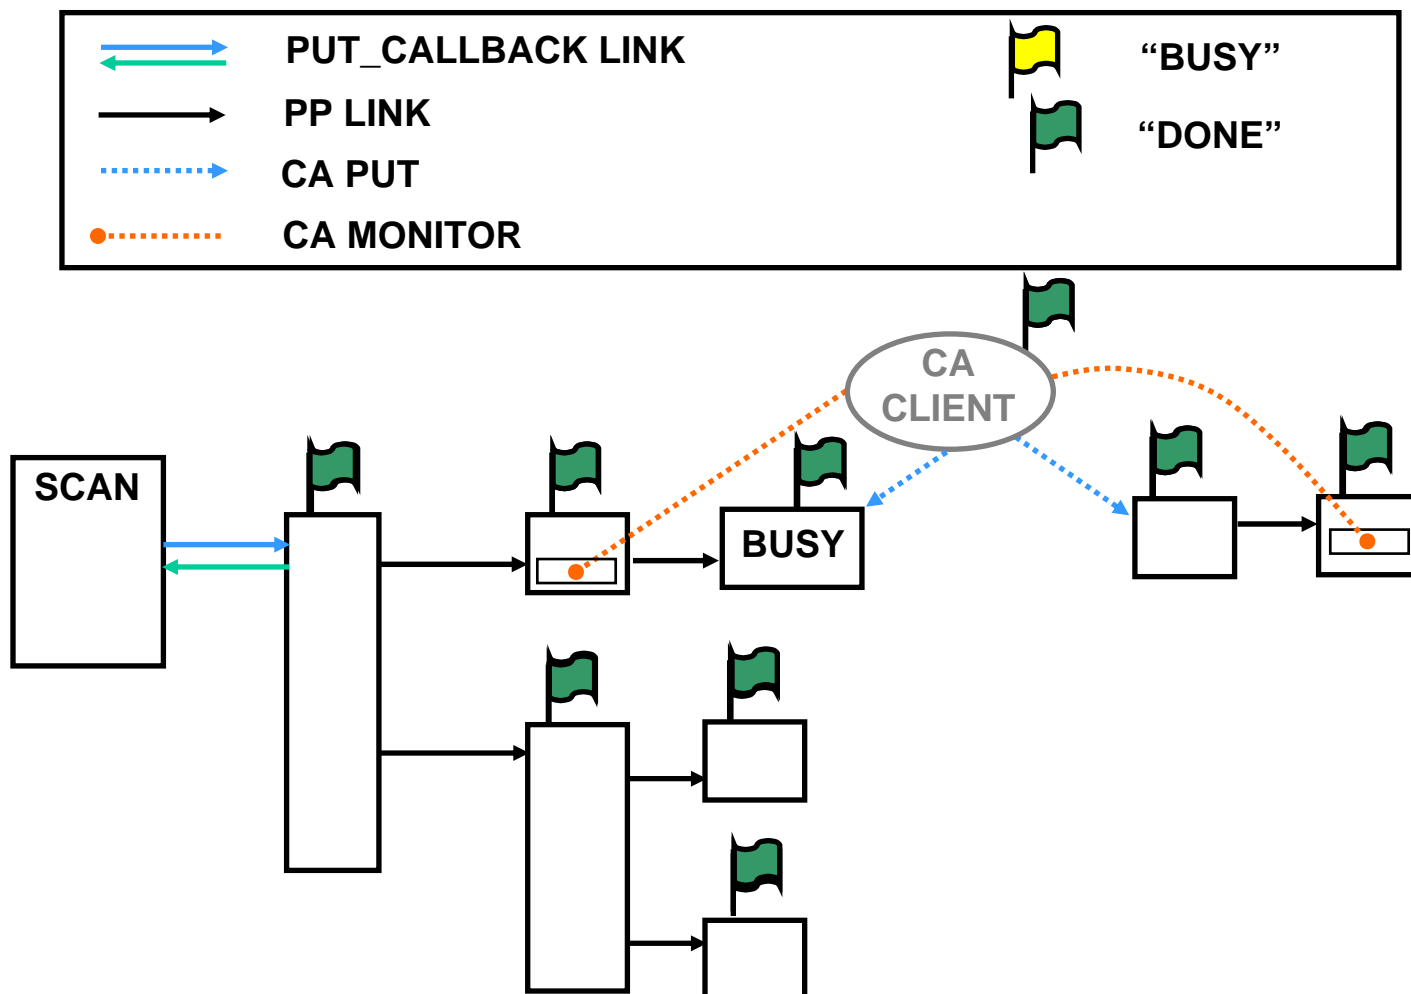 PUT_CALLBACK LINK
“BUSY”
PP LINK
“DONE”
CA PUT
CA MONITOR
CA
CLIENT
SCAN
BUSY